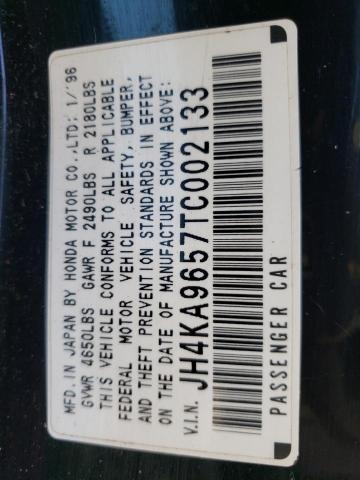 MFD.IN JAPAN BY HONDA MOTOR CO.,LTD: 1/'96
GVWR 4650LBS GAWR F 2490LBS R 2180LBS
THIS VEHICLE CONFORMS TO ALL APPLICABLE
FEDERAL MOTOR VEHICLE SAFETY, BUMPER,
AND THEFT PREVENTION STANDARDS IN EFFECT
ON THE DATE OF MANUFACTURE SHOWN ABOVE:
V.I.N. JH4KA9657TC002133
PASSENGER CAR